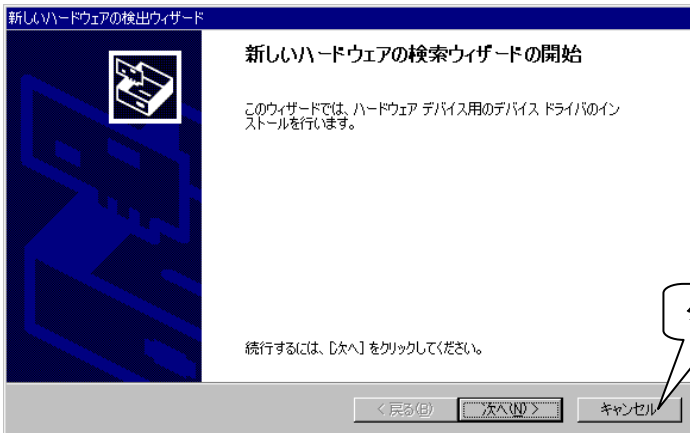 新しいハードウェアの検出ウィザード
新しいハードウェアの検索ウィザードの開始
このウィザードでは、ハードウェア デバイス用のデバイス ドライバのイン
ストールを行います。
続行するには、[次へ] をクリックしてください。
< 戻る(B)
次へ(N) >
キャンセル